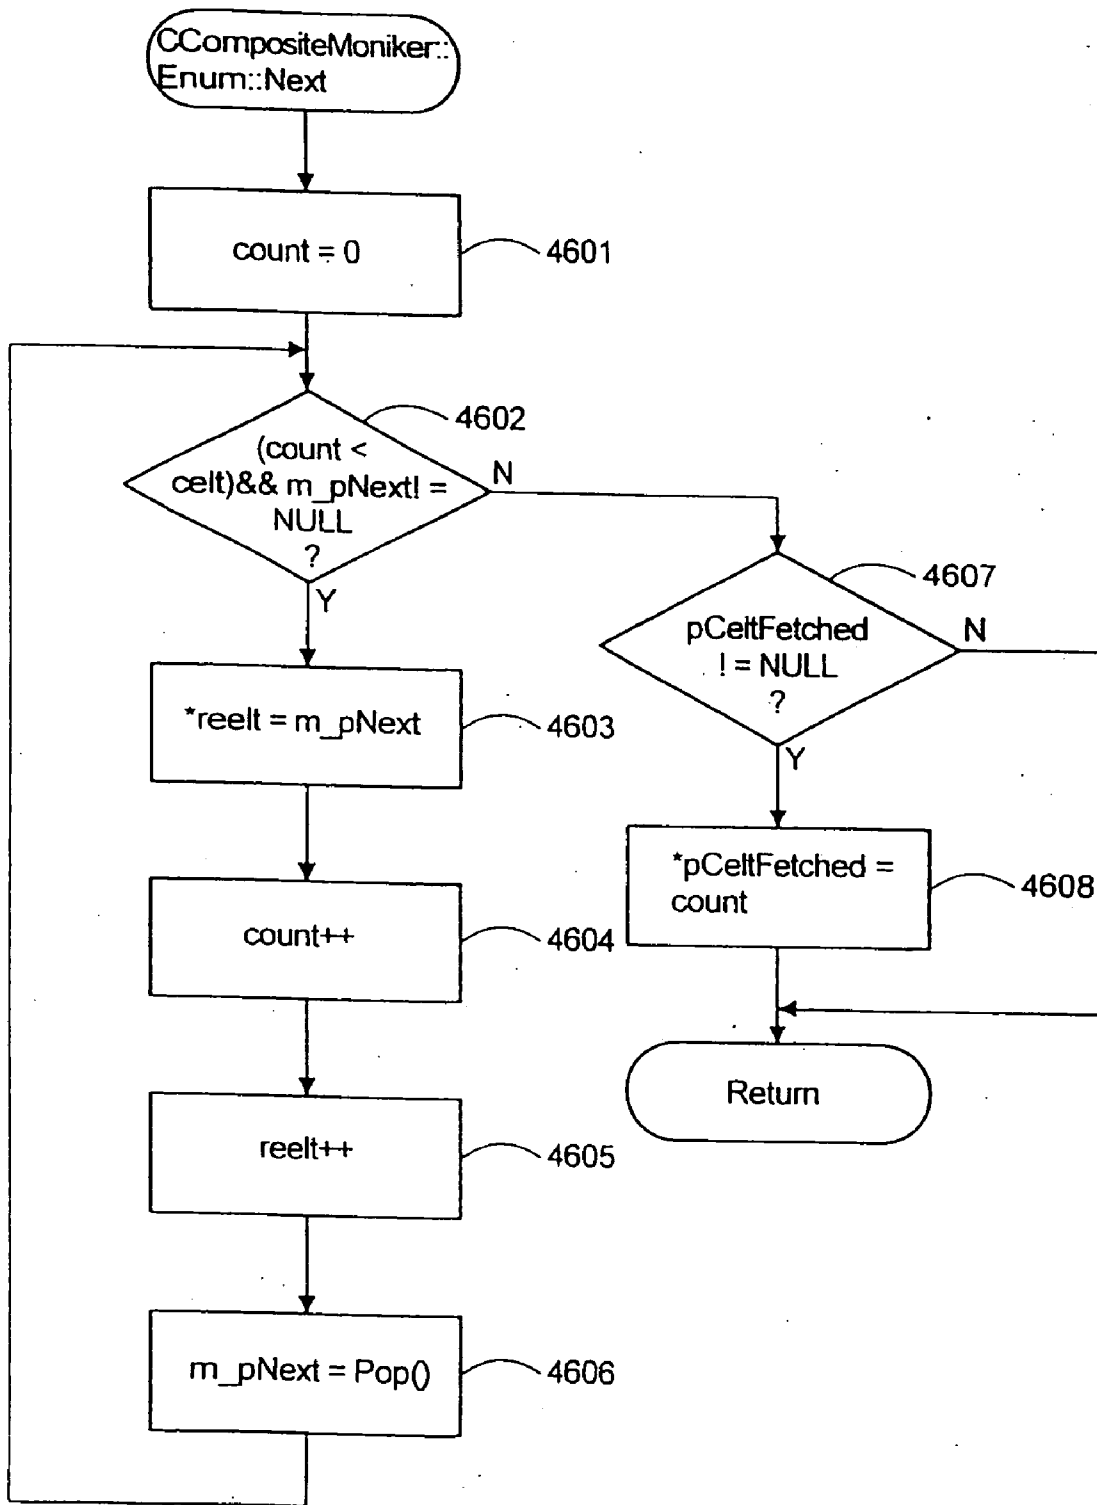 CCompositeMoniker::
Enum::Next
count = 0
4601
4602
(count <
celt)&& m_pNext! =
NULL
?
N
Y
4607
pCeltFetched
! = NULL
?
N
Y
*reelt = m_pNext
4603
*pCeltFetched =
count
4608
count++
4604
Return
reelt++
4605
m_pNext = Pop()
4606